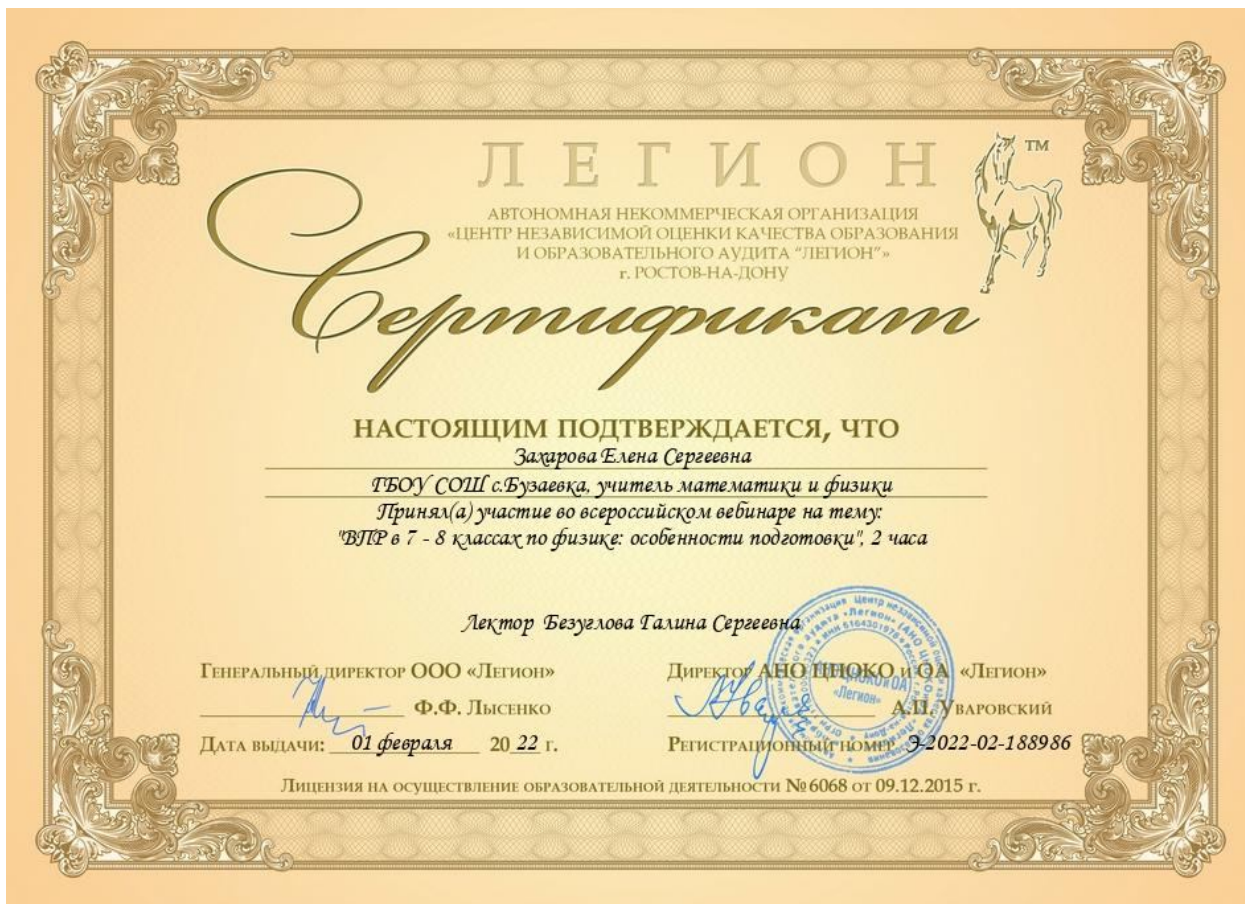 ЛЕГИОН
TM
АВТОНОМНАЯ НЕКОММЕРЧЕСКАЯ ОРГАНИЗАЦИЯ
«ЦЕНТР НЕЗАВИСИМОЙ ОЦЕНКИ КАЧЕСТВА ОБРАЗОВАНИЯ
И ОБРАЗОВАТЕЛЬНОГО АУДИТА “ЛЕГИОН”»
г. РОСТОВ-НА-ДОНУ
Сертификат
НАСТОЯЩИМ ПОДТВЕРЖДАЕТСЯ, ЧТО
Захарова Елена Сергеевна
ГБОУ СОШ с.Бузаевка, учитель математики и физики
Принял(а) участие во всероссийском вебинаре на тему:
"ВПР в 7 - 8 классах по физике: особенности подготовки", 2 часа
Лектор Безуглова Галина Сергеевна
Генеральный директор ООО «Легион» Директор АНО ЦНОКО и ОА «Легион»
Ф.Ф. Лысенко А.П. Уваровский
Дата выдачи: 01 февраля 20 22 г. Регистрационный номер Э-2022-02-188986
Лицензия на осуществление образовательной деятельности №6068 от 09.12.2015 г.